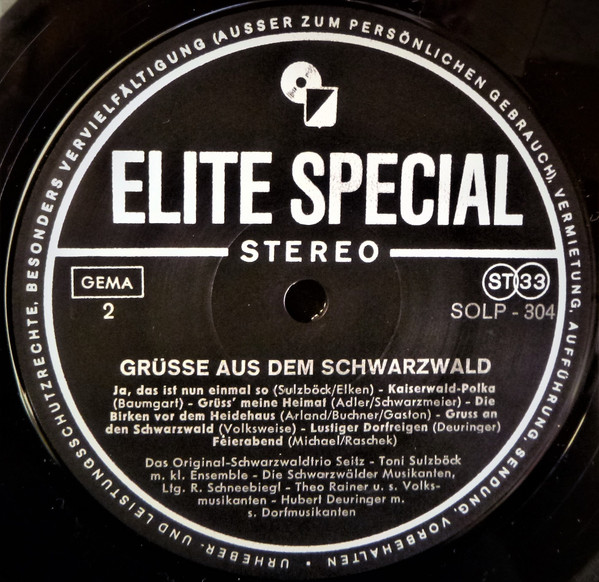 URHEBER- UND LEISTUNGSSCHUTZRECHTE, BESONDERS VERVIELFÄLTIGUNG (AUSSER ZUM PERSÖNLICHEN GEBRAUCH), VERMIETUNG, AUFFÜHRUNG, SENDUNG, VORBEHALTEN •
ELITE SPECIAL
STEREO
GEMA
2
ST 33
SOLP - 304
GRÜSSE AUS DEM SCHWARZWALD
Ja, das ist nun einmal so (Sulzböck/Elken) - Kaiserwald-Polka
(Baumgart) - Grüss' meine Heimat (Adler/Schwarzmeier) - Die
Birken vor dem Heidehaus (Arland/Buchner/Gaston) - Gruss an
den Schwarzwald (Volksweise) - Lustiger Dorfreigen (Deuringer)
Feierabend (Michael/Raschek)
Das Original-Schwarzwaldtrio Seitz - Toni Sulzböck
m. kl. Ensemble - Die Schwarzwälder Musikanten,
Ltg. R. Schneebiegl - Theo Rainer u. s. Volks-
musikanten - Hubert Deuringer m.
s. Dorfmusikanten